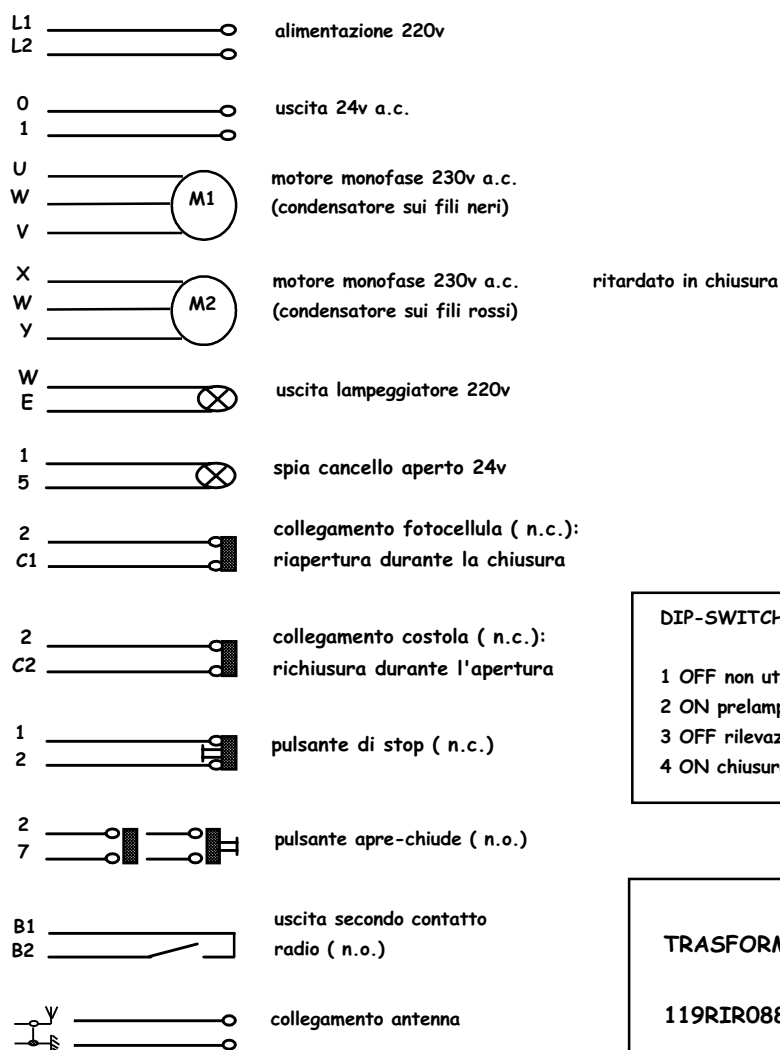 L1
alimentazione 220v
L2
0
uscita 24v a.c.
1
U
motore monofase 230v a.c.
W
M1
(condensatore sui fili neri)
V
X
motore monofase 230v a.c. ritardato in chiusura
W
M2
(condensatore sui fili rossi)
Y
W
uscita lampeggiatore 220v
E
1
spia cancello aperto 24v
5
2
collegamento fotocellula ( n.c.):
C1
riapertura durante la chiusura
2
collegamento costola ( n.c.):
C2
richiusura durante l'apertura
1
pulsante di stop ( n.c.)
2
2
pulsante apre-chiude ( n.o.)
7
B1
uscita secondo contatto
B2
radio ( n.o.)
collegamento antenna
1 OFF non
2 ON
3 OFF
4 ON